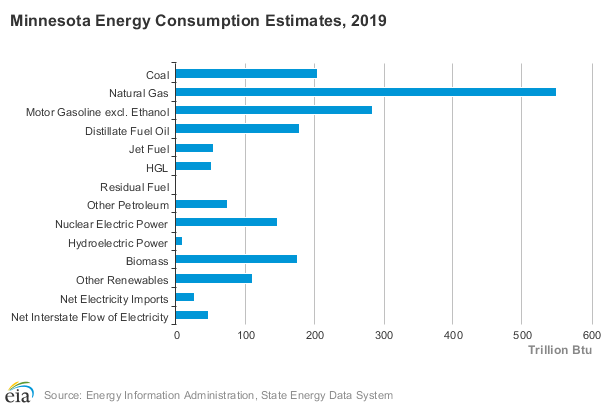 Minnesota Energy Consumption Estimates, 2019
Coal
Natural Gas
Motor Gasoline excl. Ethanol
Distillate Fuel Oil
Jet Fuel
HGL
Residual Fuel
Other Petroleum
Nuclear Electric Power
Hydroelectric Power
Biomass
Other Renewables
Net Electricity Imports
Net Interstate Flow of Electricity
0 100 200 300 400 500 600
Trillion Btu
eia Source: Energy Information Administration, State Energy Data System